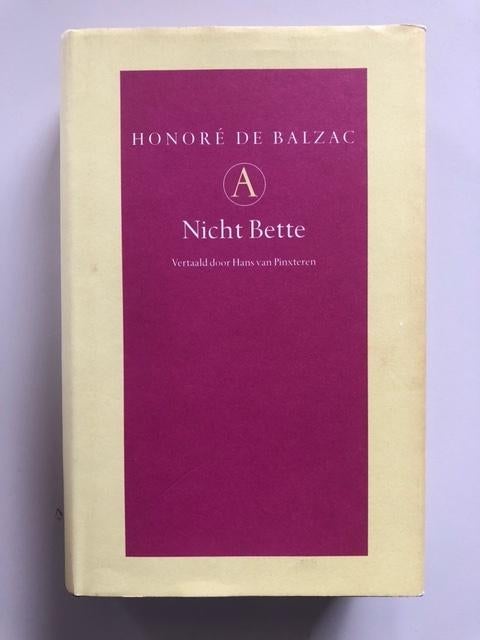 HONORÉ DE BALZAC
A
Nicht Bette
Vertaald door Hans van Pinxteren